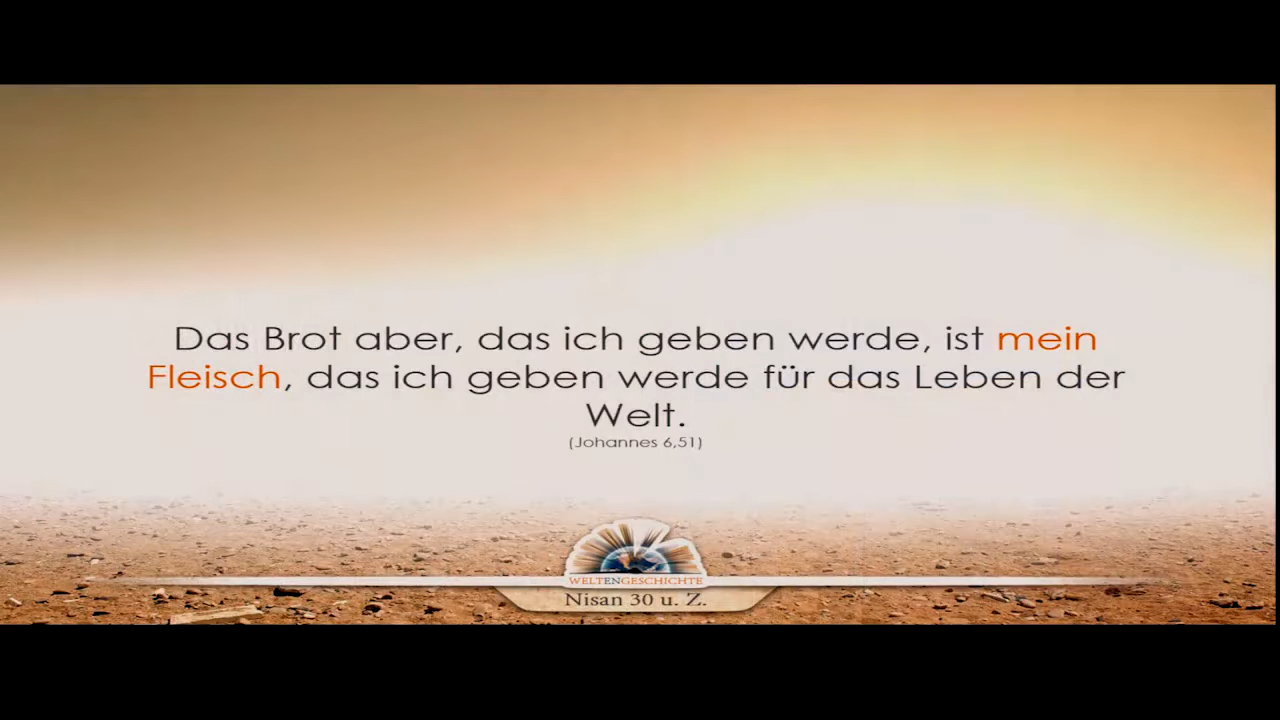 Das Brot aber, das ich geben werde, ist mein
Fleisch, das ich geben werde für das Leben der
Welt.
(Johannes 6,51)
WELTENGESCHICHTE
Nisan 30 u. Z.